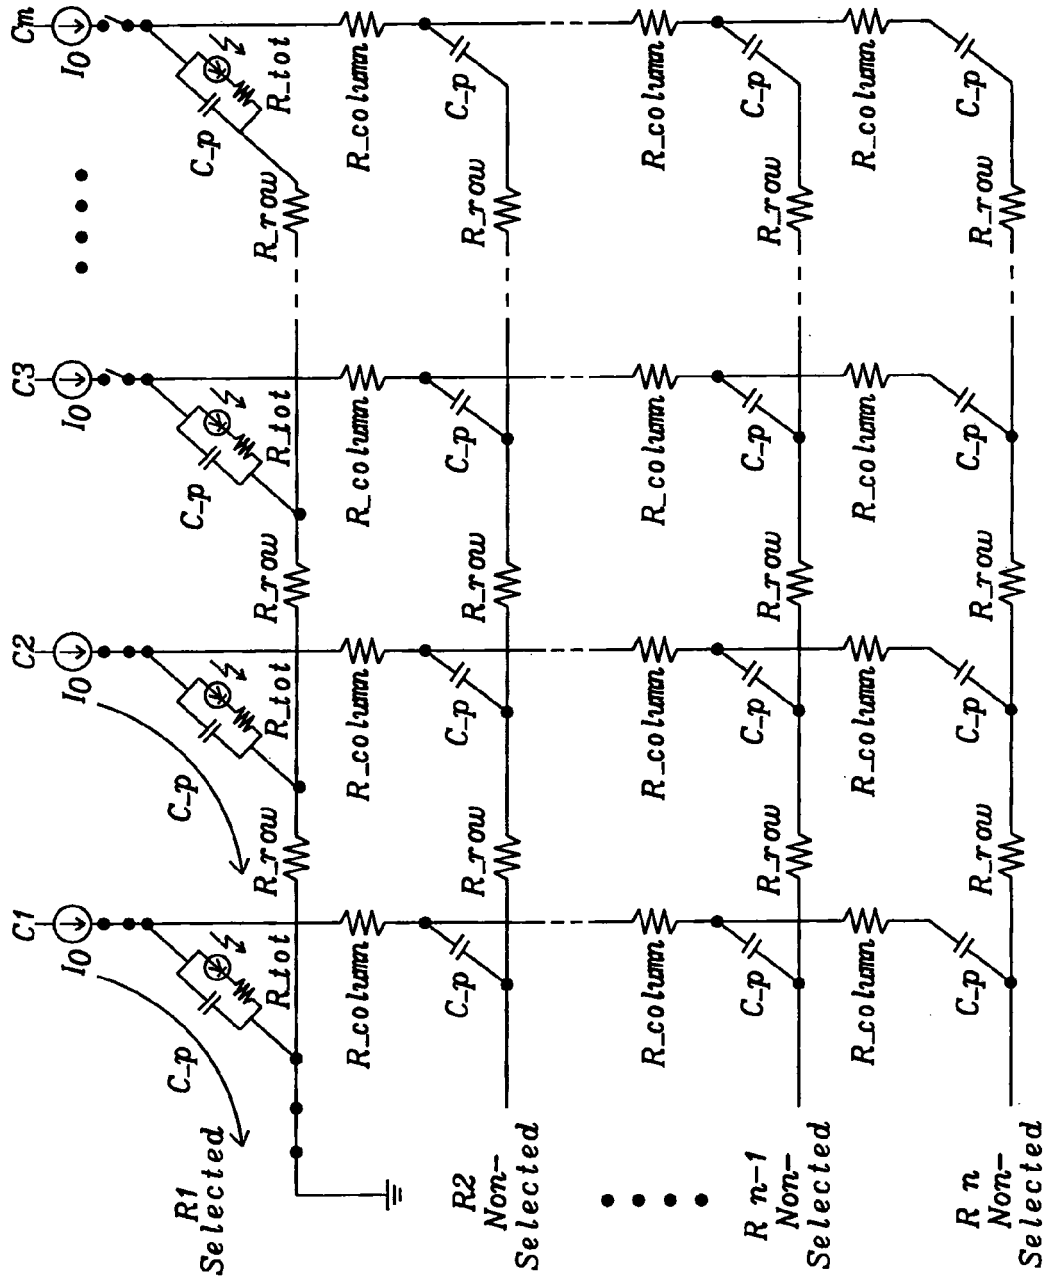 C1 C2 C3 Cm
I0 I0 I0 I0
C_p C_p C_p C_p
R1
Selected
R_tot R_row R_tot R_row R_tot R_row R_tot
R_column R_column R_column R_column
C_p C_p C_p C_p
R2
Non-
Selected
R_row R_row R_row
R_column R_column R_column R_column
C_p C_p C_p C_p
R n-1
Non-
Selected
R_row R_row R_row
R_column R_column R_column R_column
C_p C_p C_p C_p
R n
Non-
Selected
R_row R_row R_row